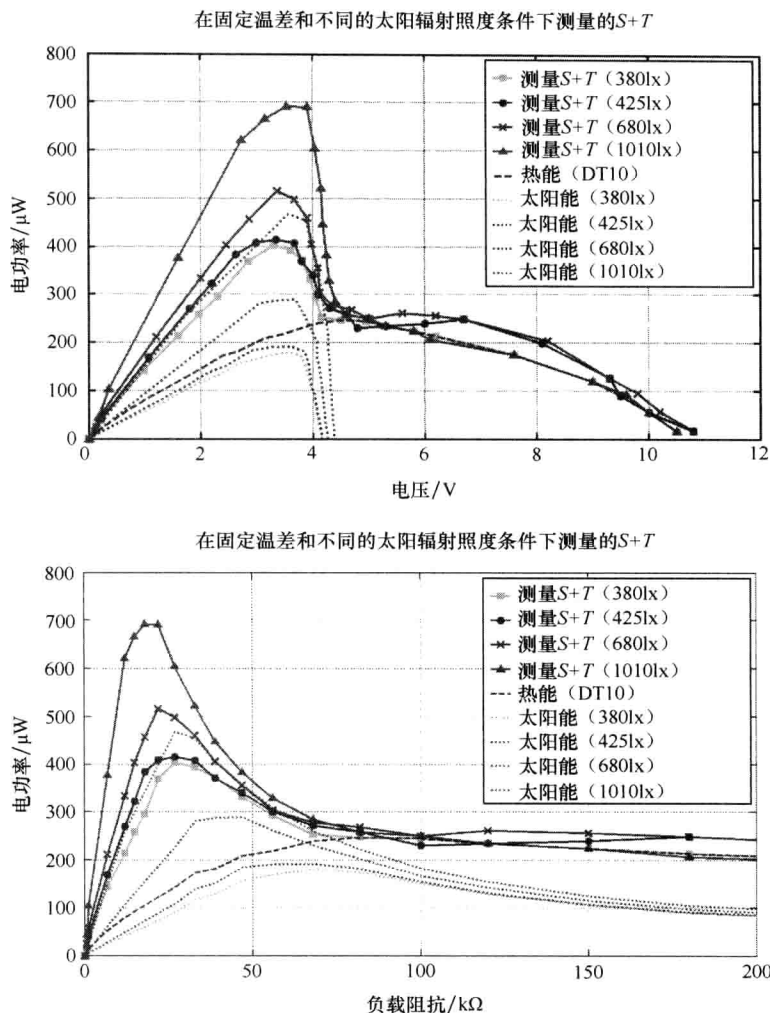 在固定温差和不同的太阳辐射照度条件下测量的S+T
800
700
600
500
400
300
200
100
0
电功率/μW
测量S+T（380lx）
测量S+T（425lx）
测量S+T（680lx）
测量S+T（1010lx）
热能（DT10）
太阳能（380lx）
太阳能（425lx）
太阳能（680lx）
太阳能（1010lx）
0 2 4 6 8 10 12
电压/V
在固定温差和不同的太阳辐射照度条件下测量的S+T
800
700
600
500
400
300
200
100
0
电功率/μW
测量S+T（380lx）
测量S+T（425lx）
测量S+T（680lx）
测量S+T（1010lx）
热能（DT10）
太阳能（380lx）
太阳能（425lx）
太阳能（680lx）
太阳能（1010lx）
0 50 100 150 200
负载阻抗/kΩ